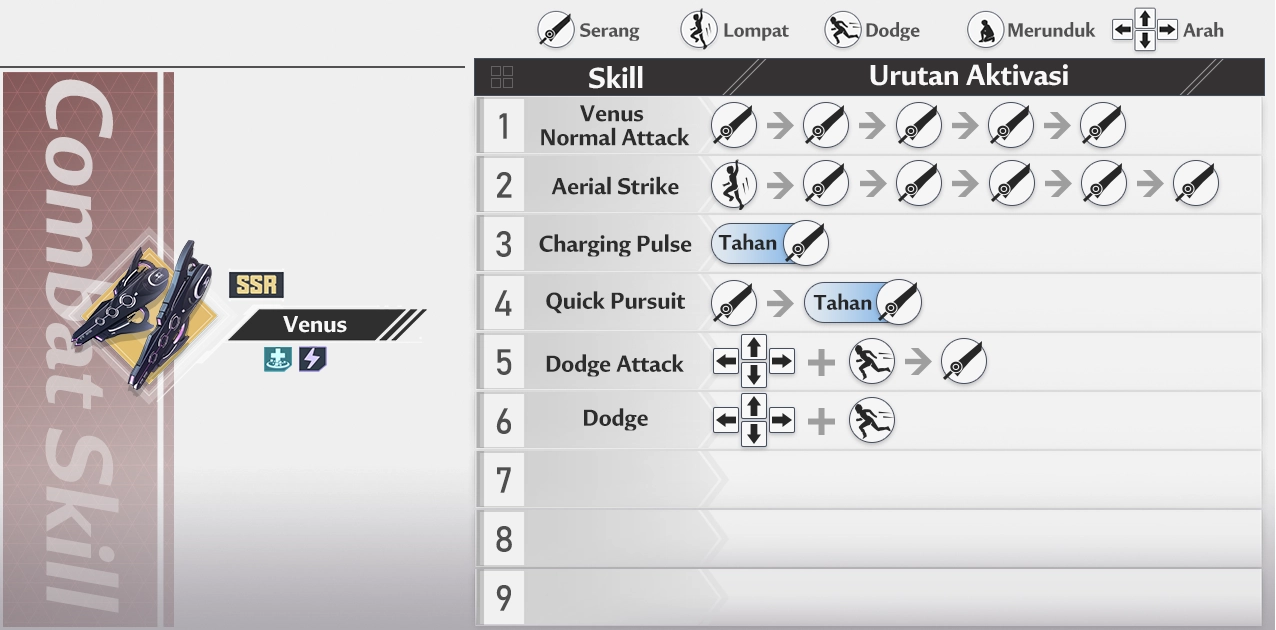 Serang
Lompat
Dodge
Merunduk
Arah
Combat Skill
SSR
Venus
Skill
Urutan Aktivasi
1
Venus
Normal Attack
2
Aerial Strike
3
Charging Pulse
Tahan
4
Quick Pursuit
Tahan
5
Dodge Attack
6
Dodge
7
8
9